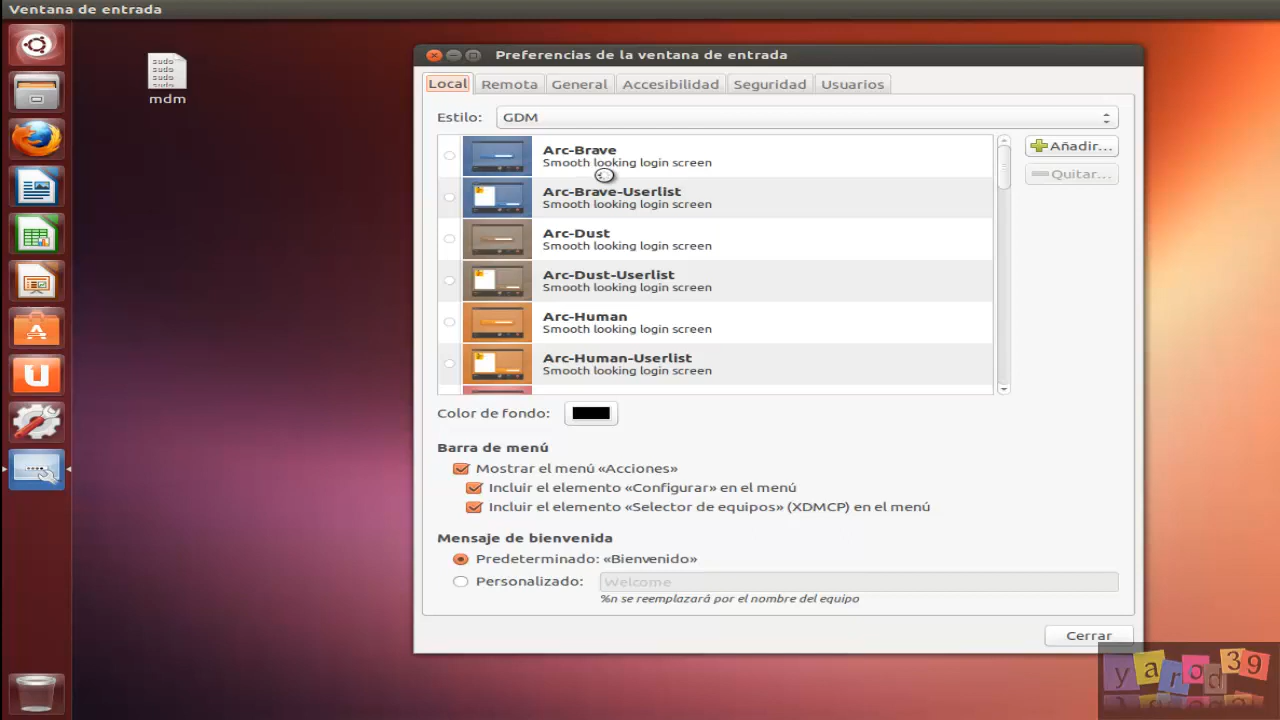 Ventana de entrada
sudo
sudo
sudo
sudo
mdm
Preferencias de la ventana de entrada
Local Remota General Accesibilidad Seguridad Usuarios
Estilo: GDM
Arc-Brave
Smooth looking login screen
Arc-Brave-Userlist
Smooth looking login screen
Arc-Dust
Smooth looking login screen
Arc-Dust-Userlist
Smooth looking login screen
Arc-Human
Smooth looking login screen
Arc-Human-Userlist
Smooth looking login screen
Añadir...
Quitar...
Color de fondo:
Barra de menú
Mostrar el menú «Acciones»
Incluir el elemento «Configurar» en el menú
Incluir el elemento «Selector de equipos» (XDMCP) en el menú
Mensaje de bienvenida
Predeterminado: «Bienvenido»
Personalizado: Welcome
%n se reemplazará por el nombre del equipo
Cerrar
yarod39